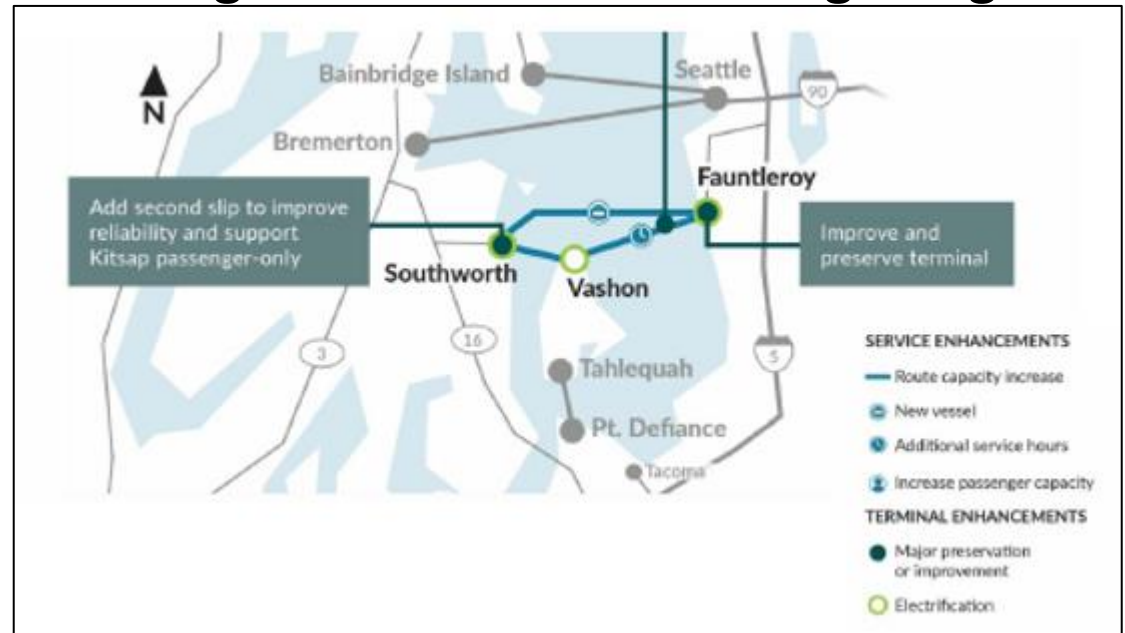 Bainbridge Island
Seattle
90
N
Bremerton
Fauntleroy
Add second slip to improve
reliability and support
Kitsap passenger-only
Improve and
preserve terminal
Southworth
Vashon
3
16
5
Tahlequah
Pt. Defiance
Tacoma
SERVICE ENHANCEMENTS
Route capacity increase
New vessel
Additional service hours
Increase passenger capacity
TERMINAL ENHANCEMENTS
Major preservation
or improvement
Electrification